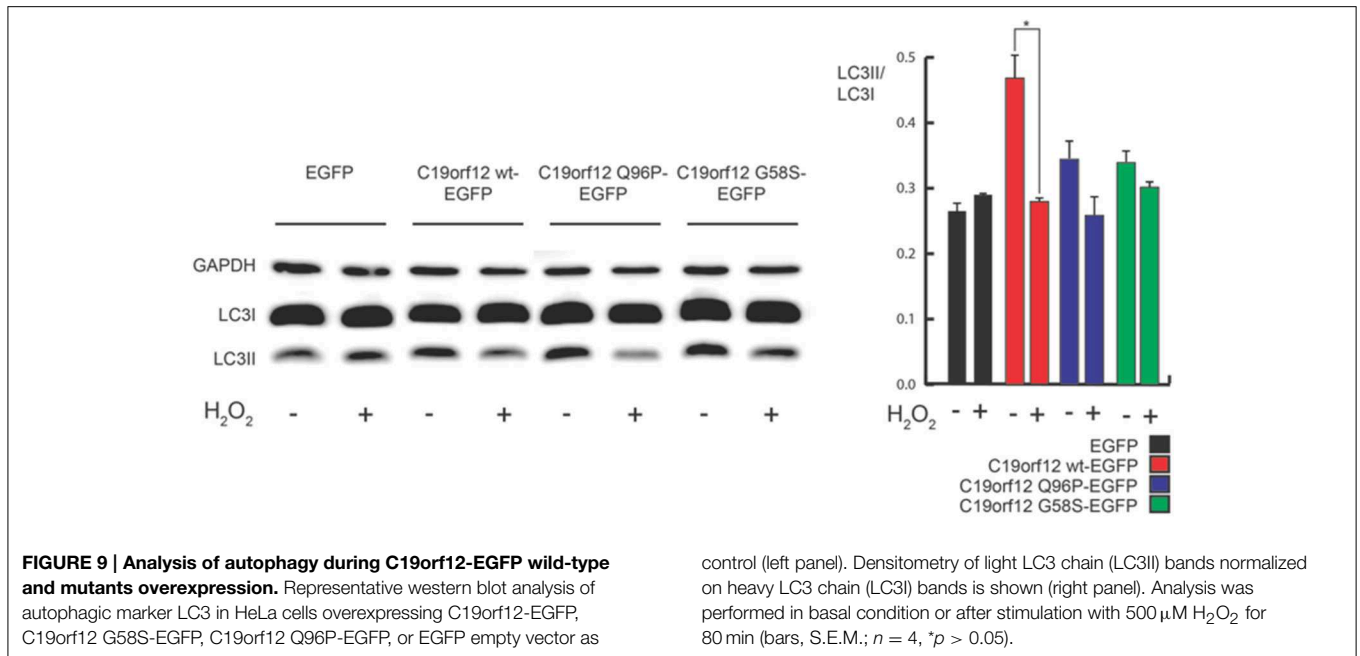 EGFP
C19orf12 wt-
EGFP
C19orf12 Q96P-
EGFP
C19orf12 G58S-
EGFP
GAPDH
LC3I
LC3II
H₂O₂ - + - + - + - +
*
LC3II/
LC3I
0.5
0.4
0.3
0.2
0.1
0.0
H₂O₂ - + - + - + - +
EGFP
C19orf12 wt-EGFP
C19orf12 Q96P-EGFP
C19orf12 G58S-EGFP
FIGURE 9 | Analysis of autophagy during C19orf12-EGFP wild-type
and mutants overexpression. Representative western blot analysis of
autophagic marker LC3 in HeLa cells overexpressing C19orf12-EGFP,
C19orf12 G58S-EGFP, C19orf12 Q96P-EGFP, or EGFP empty vector as
control (left panel). Densitometry of light LC3 chain (LC3II) bands normalized
on heavy LC3 chain (LC3I) bands is shown (right panel). Analysis was
performed in basal condition or after stimulation with 500 μM H₂O₂ for
80 min (bars, S.E.M.; n = 4, *p > 0.05).